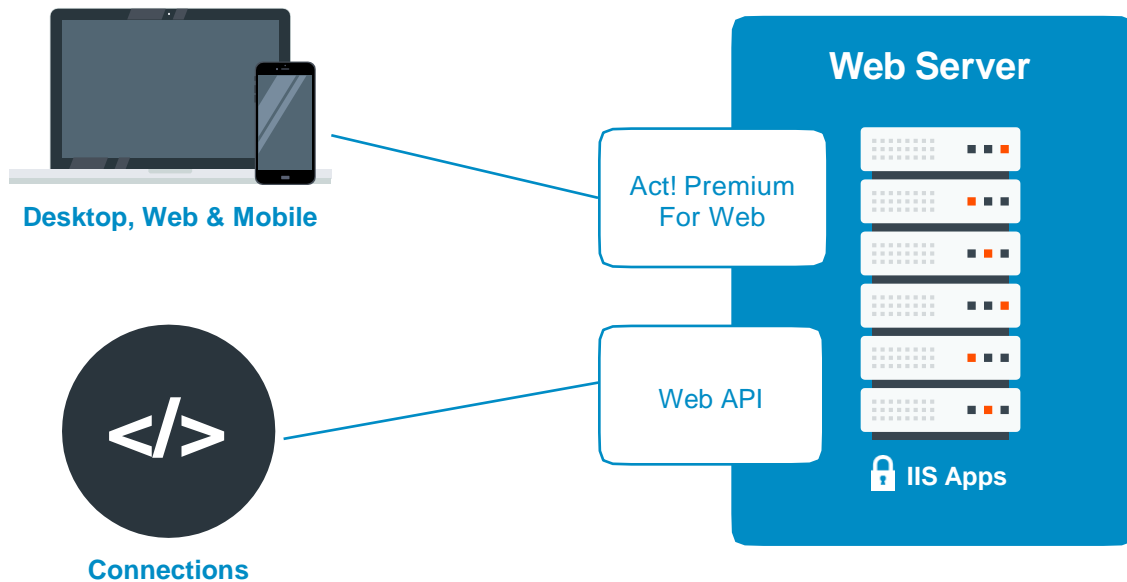 Web Server
Act! Premium
For Web
Desktop, Web & Mobile
Web API
</>
IIS Apps
Connections